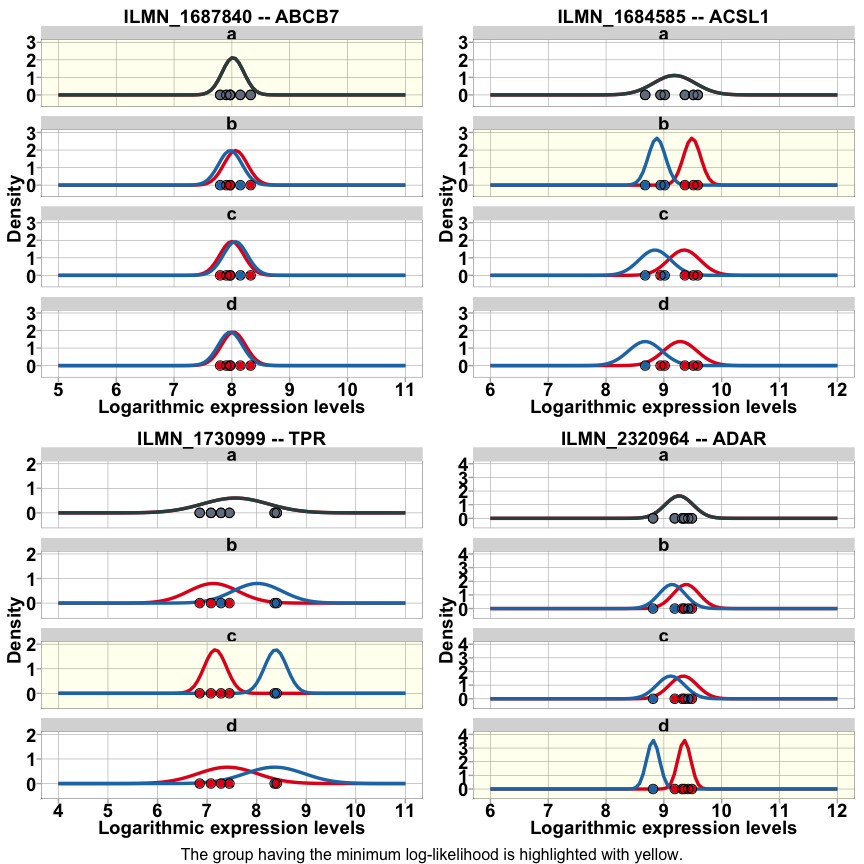 ILMN_1687840 -- ABCB7
a
3
2
1
0
b
3
2
1
0
c
3
2
1
0
d
3
2
1
0
5 6 7 8 9 10 11
Logarithmic expression levels
Density
ILMN_1684585 -- ACSL1
a
3
2
1
0
b
3
2
1
0
c
3
2
1
0
d
3
2
1
0
6 7 8 9 10 11 12
Logarithmic expression levels
Density
ILMN_1730999 -- TPR
a
2
1
0
b
2
1
0
c
2
1
0
d
2
1
0
4 5 6 7 8 9 10 11
Logarithmic expression levels
Density
ILMN_2320964 -- ADAR
a
4
3
2
1
0
b
4
3
2
1
0
c
4
3
2
1
0
d
4
3
2
1
0
6 7 8 9 10 11 12
Logarithmic expression levels
Density
The group having the minimum log-likelihood is highlighted with yellow.